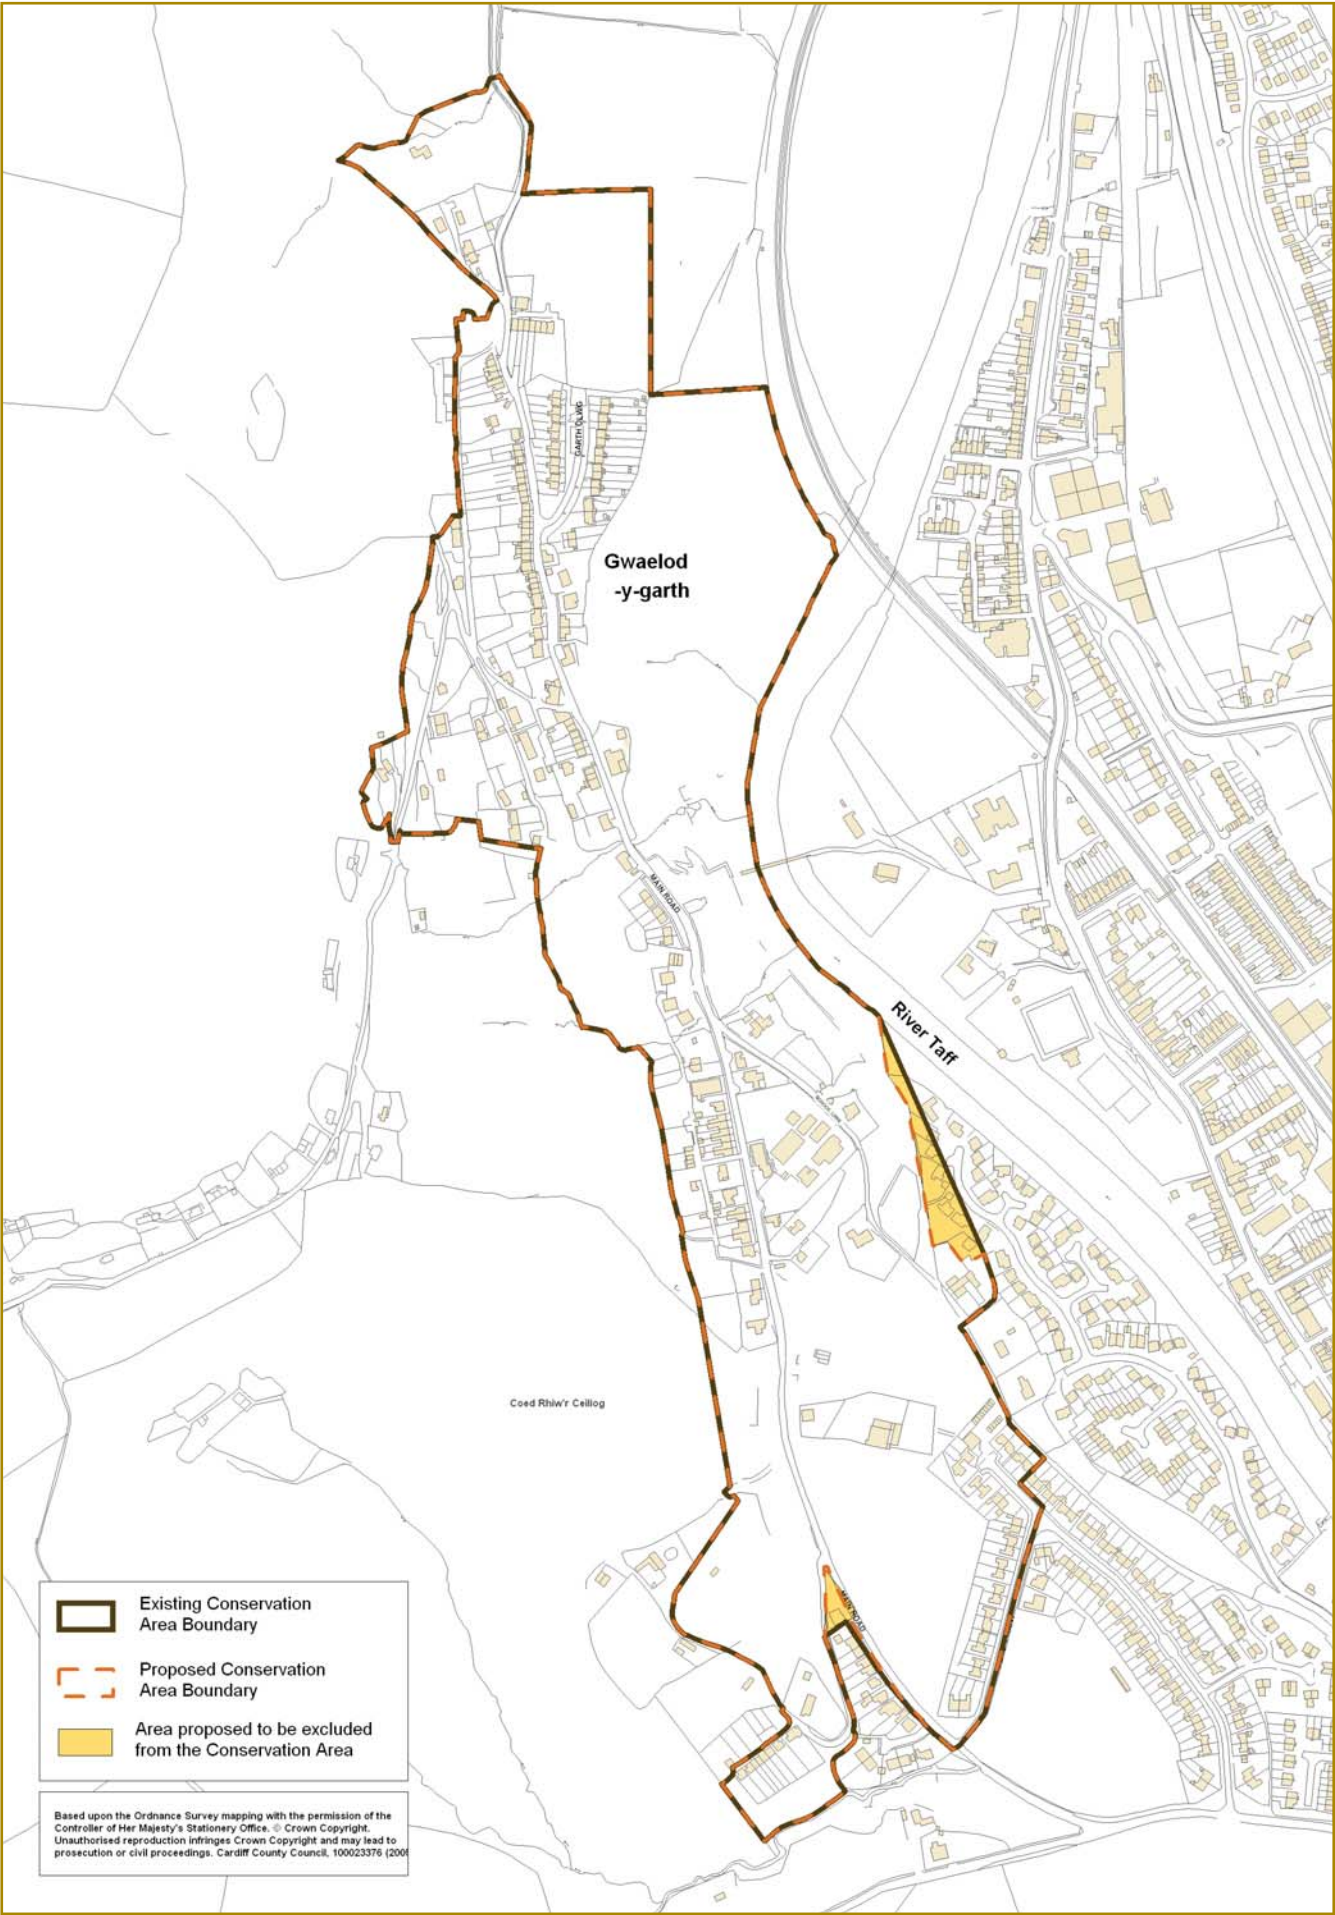 GARTH OLWG
Gwaelod
-y-garth
MAIN ROAD
River Taff
Coed Rhiw'r Ceiliog
MAIN ROAD
Existing Conservation
Area Boundary
Proposed Conservation
Area Boundary
Area proposed to be excluded
from the Conservation Area
Based upon the Ordnance Survey mapping with the permission of the
Controller of Her Majesty's Stationery Office. © Crown Copyright.
Unauthorised reproduction infringes Crown Copyright and may lead to
prosecution or civil proceedings. Cardiff County Council, 100023376 (200